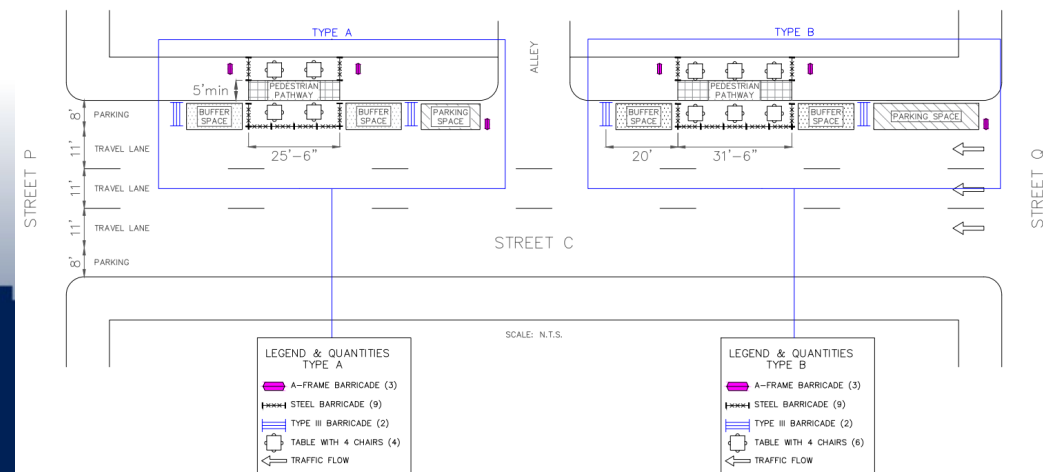 TYPE A
TYPE B
ALLEY
5'min
PEDESTRIAN
PATHWAY
PEDESTRIAN
PATHWAY
STREET P
8'
PARKING
BUFFER
SPACE
BUFFER
SPACE
PARKING
SPACE
BUFFER
SPACE
BUFFER
SPACE
PARKING SPACE
STREET Q
11'
TRAVEL LANE
25'-6"
20'
31'-6"
11'
TRAVEL LANE
11'
TRAVEL LANE
STREET C
8'
PARKING
SCALE: N.T.S.
LEGEND & QUANTITIES
TYPE A
A-FRAME BARRICADE (3)
STEEL BARRICADE (9)
TYPE III BARRICADE (2)
TABLE WITH 4 CHAIRS (4)
TRAFFIC FLOW
LEGEND & QUANTITIES
TYPE B
A-FRAME BARRICADE (3)
STEEL BARRICADE (9)
TYPE III BARRICADE (2)
TABLE WITH 4 CHAIRS (6)
TRAFFIC FLOW